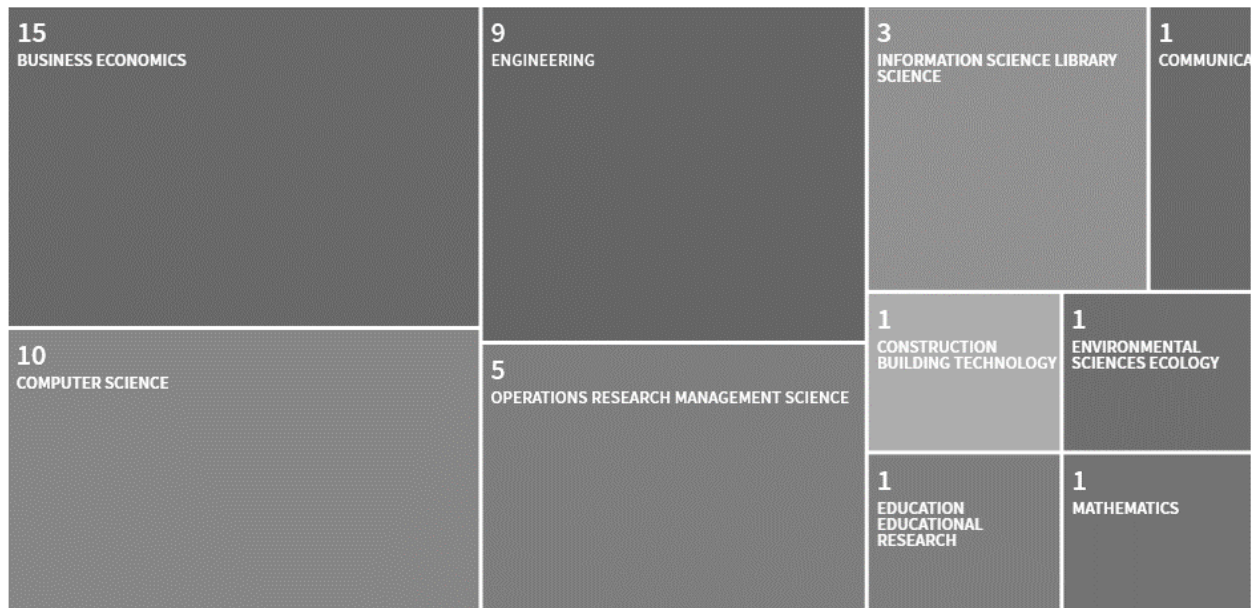 15
BUSINESS ECONOMICS
10
COMPUTER SCIENCE
9
ENGINEERING
5
OPERATIONS RESEARCH MANAGEMENT SCIENCE
3
INFORMATION SCIENCE LIBRARY
SCIENCE
1
COMMUNICA
1
CONSTRUCTION
BUILDING TECHNOLOGY
1
ENVIRONMENTAL
SCIENCES ECOLOGY
1
EDUCATION
EDUCATIONAL
RESEARCH
1
MATHEMATICS